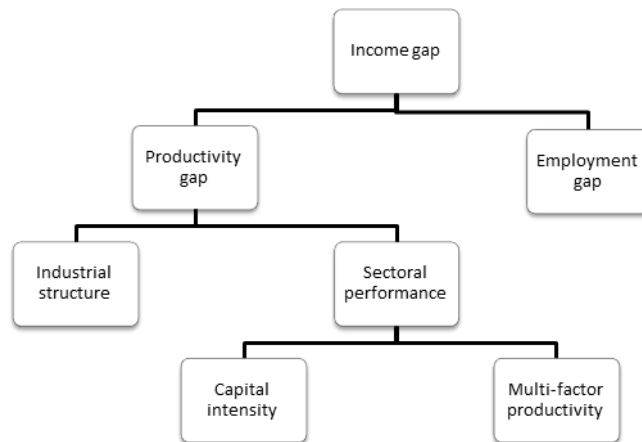 Income gap
Productivity
gap
Employment
gap
Industrial
structure
Sectoral
performance
Capital
intensity
Multi-factor
productivity